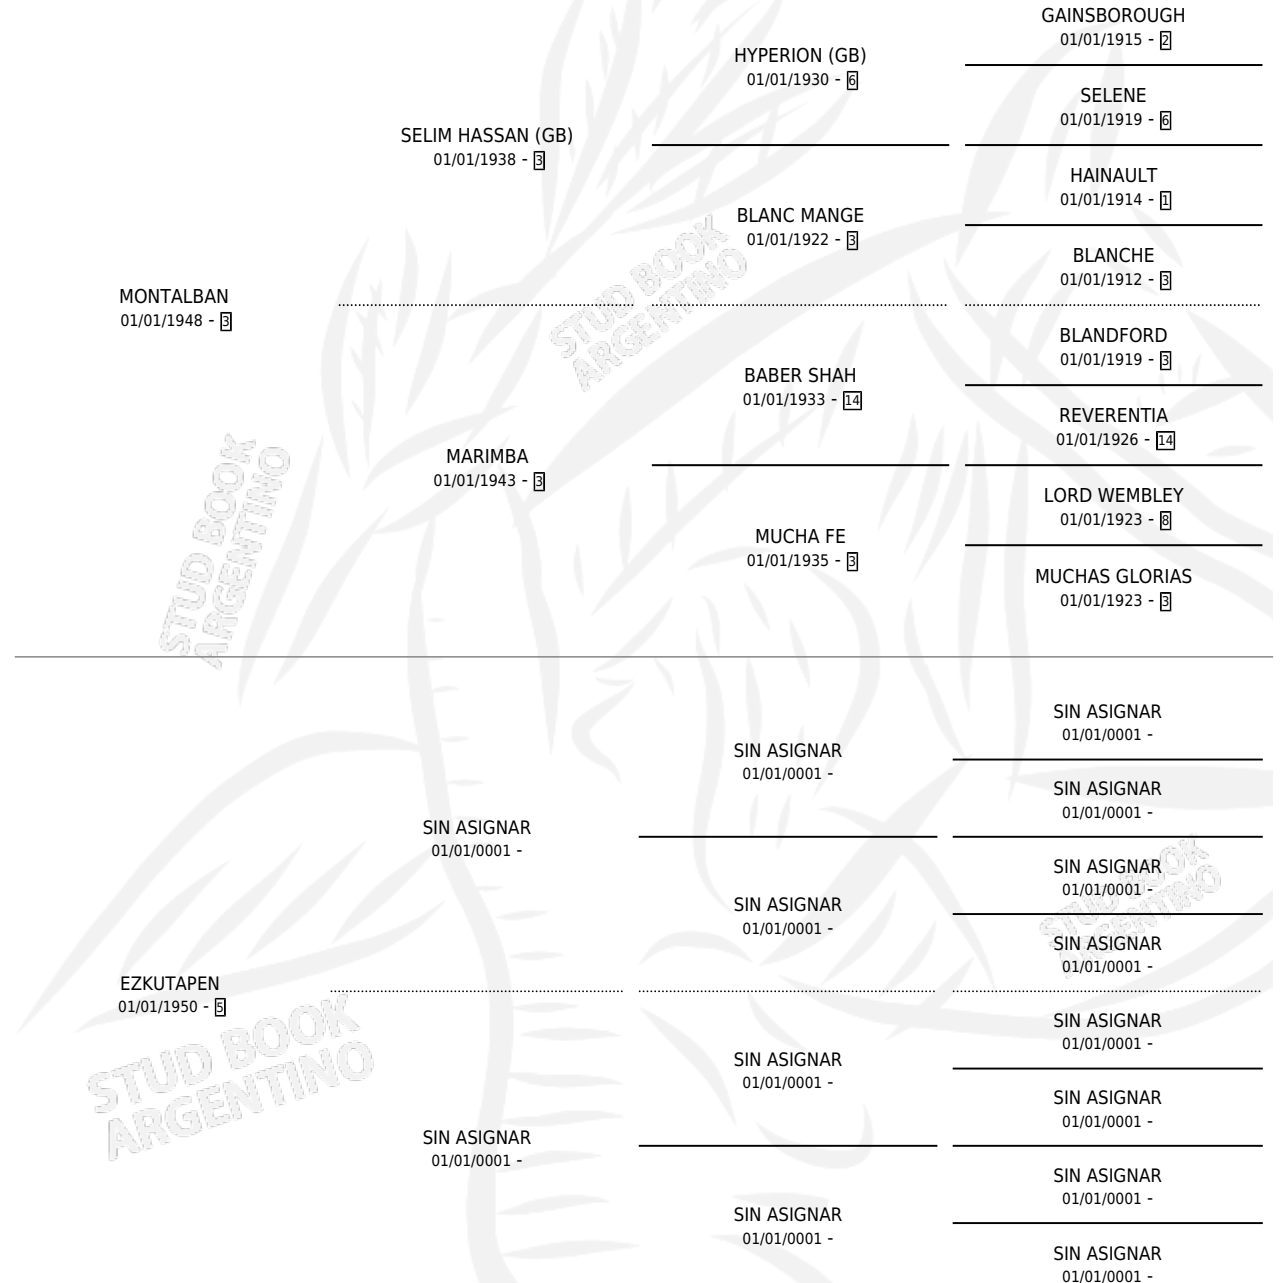 GAINSBOROUGH
01/01/1915 - 2
HYPERION (GB)
01/01/1930 - 6
SELENE
01/01/1919 - 6
SELIM HASSAN (GB)
01/01/1938 - 3
HAINAULT
01/01/1914 - 1
BLANC MANGE
01/01/1922 - 3
BLANCHE
01/01/1912 - 3
MONTALBAN
01/01/1948 - 3
STUD BOOK
ARGENTINO
BLANDFORD
01/01/1919 - 3
BABER SHAH
01/01/1933 - 14
REVERENTIA
01/01/1926 - 14
MARIMBA
01/01/1943 - 3
LORD WEMBLEY
01/01/1923 - 8
MUCHA FE
01/01/1935 - 3
MUCHAS GLORIAS
01/01/1923 - 3
STUD BOOK
ARGENTINO
SIN ASIGNAR
01/01/0001 -
SIN ASIGNAR
01/01/0001 -
SIN ASIGNAR
01/01/0001 -
SIN ASIGNAR
01/01/0001 -
SIN ASIGNAR
01/01/0001 -
SIN ASIGNAR
01/01/0001 -
SIN ASIGNAR
01/01/0001 -
STUD BOOK
ARGENTINO
EZKUTAPEN
01/01/1950 - 5
SIN ASIGNAR
01/01/0001 -
SIN ASIGNAR
01/01/0001 -
SIN ASIGNAR
01/01/0001 -
SIN ASIGNAR
01/01/0001 -
SIN ASIGNAR
01/01/0001 -
SIN ASIGNAR
01/01/0001 -
SIN ASIGNAR
01/01/0001 -
STUD BOOK
ARGENTINO